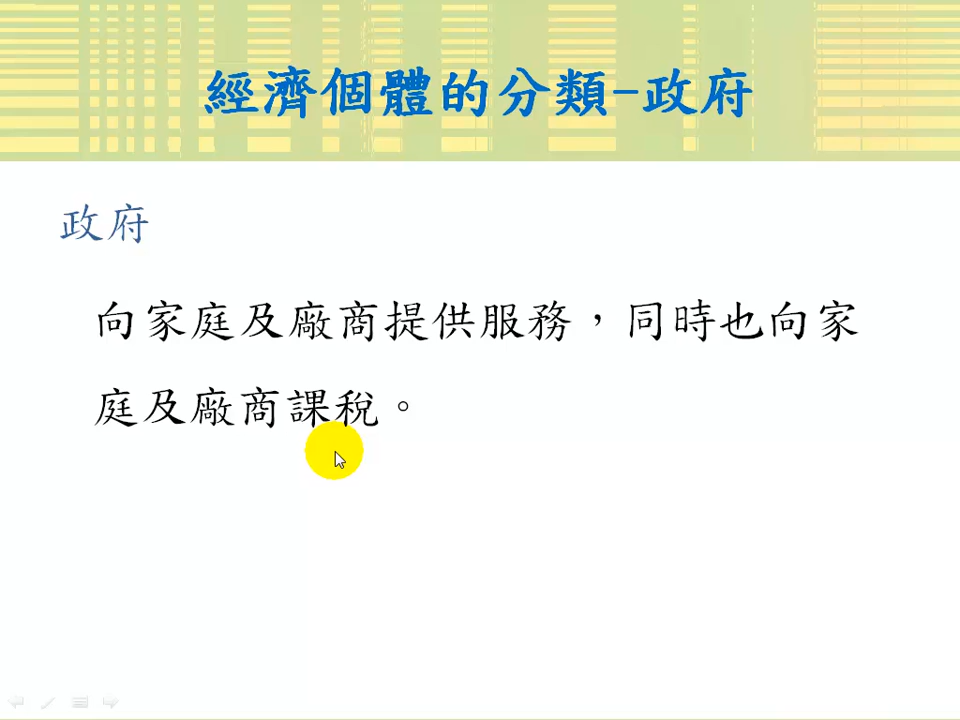 經濟個體的分類-政府
政府
向家庭及廠商提供服務，同時也向家
庭及廠商課稅。